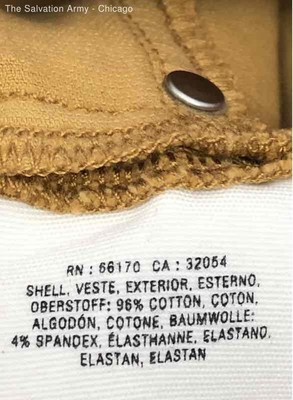 The Salvation Army - Chicago
RN : 66170 CA : 32054
SHELL, VESTE, EXTERIOR, ESTERNO,
OBERSTOFF: 96% COTTON, COTON,
ALGODÓN, COTONE, BAUMWOLLE:
4% SPANDEX, ÉLASTHANNE, ELASTANO,
ELASTAN, ELASTAN